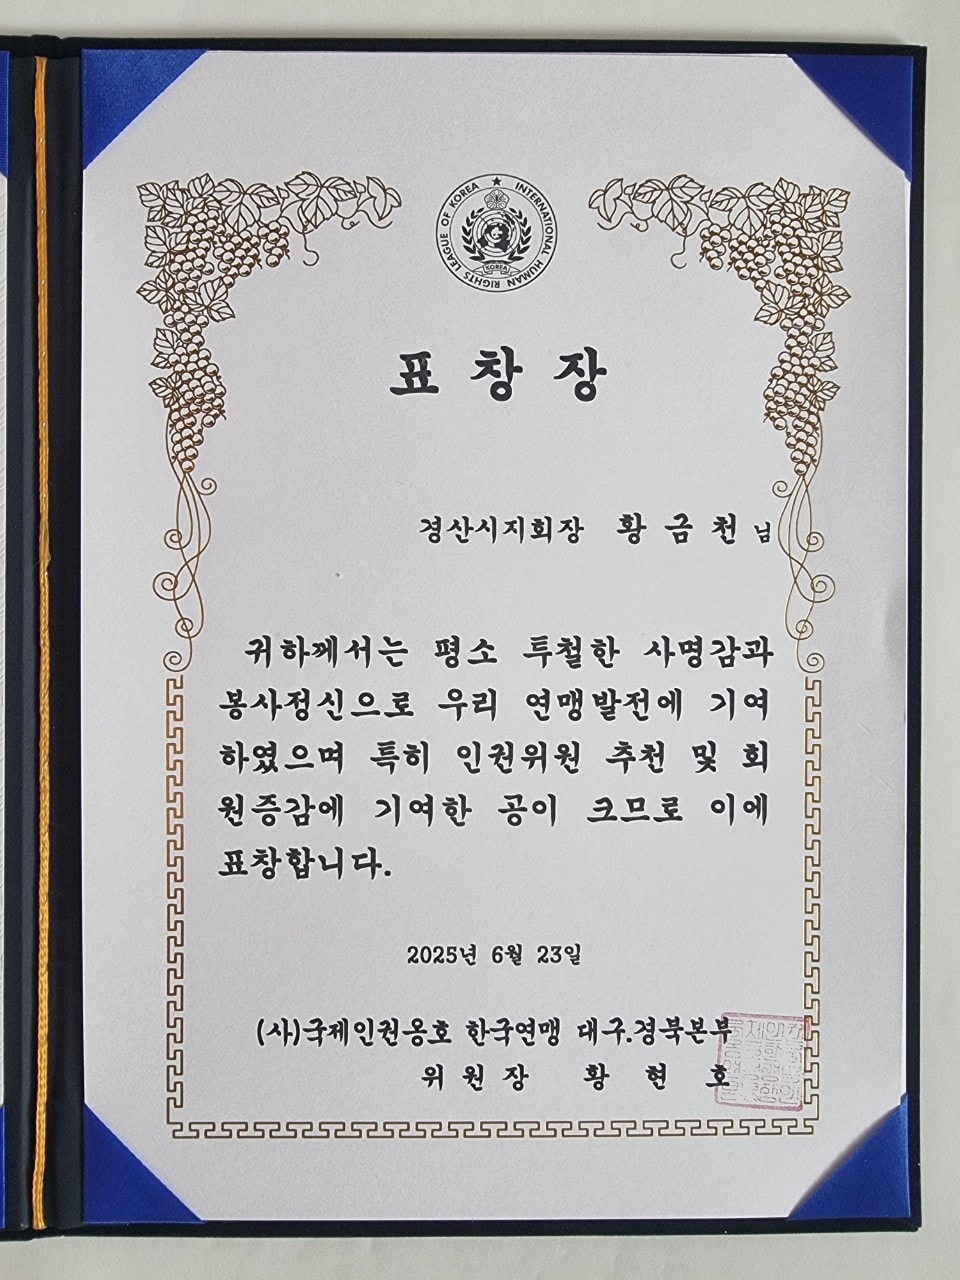 INTERNATIONAL HUMAN RIGHTS LEAGUE OF KOREA
KOREA
표 창 장
경산시지회장 황 금 천 님
귀하께서는 평소 투철한 사명감과
봉사정신으로 우리 연맹발전에 기여
하였으며 특히 인권위원 추천 및 회
원증감에 기여한 공이 크므로 이에
표창합니다.
2025년 6월 23일
(사)국제인권옹호 한국연맹 대구.경북본부
위 원 장 황 현 호